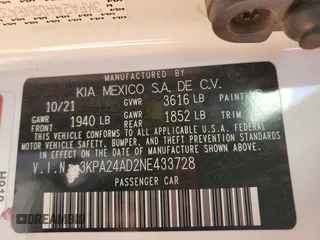 MANUFACTURED BY
KIA MEXICO S.A. DE C.V.
10/21 GVWR 3616 LB PAINT
GAWR FRONT 1940 LB GAWR REAR 1852 LB TRIM
THIS VEHICLE CONFORMS TO ALL APPLICABLE FEDERAL
MOTOR VEHICLE SAFETY, BUMPER, AND THEFT PREVENTION
STANDARDS IN EFFECT ON THE DATE OF MANUFACTURE
SHOWN ABOVE.
V.I.N : 3KPA24AD2NE433728
PASSENGER CAR
H910
BIDFAX